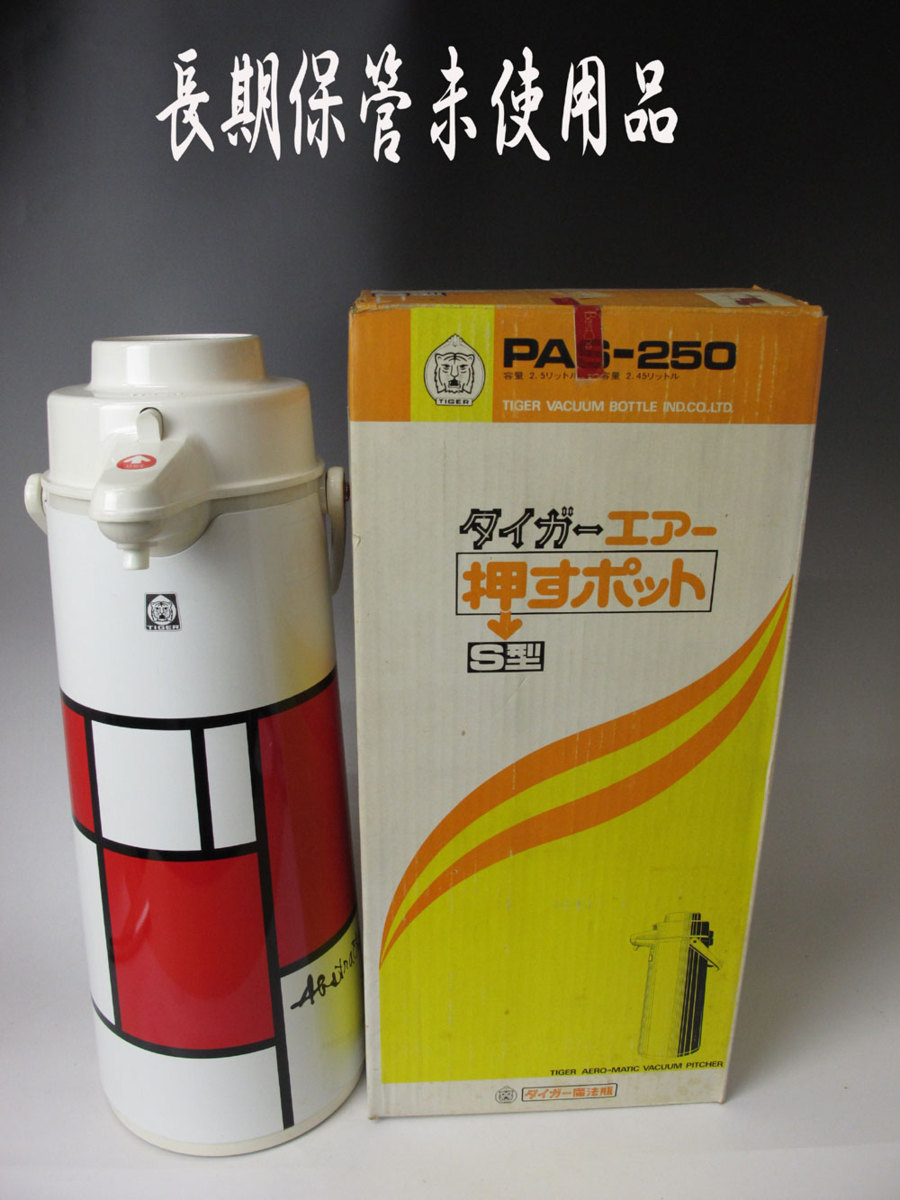 長期保管未使用品
TIGER
PAS-250
容量 2.5リットル 容量 2.45リットル
TIGER VACUUM BOTTLE IND.CO.LTD.
タイガーエアー
押すポット
S型
TIGER
Abstra
TIGER AERO-MATIC VACUUM PITCHER
タイガー魔法瓶